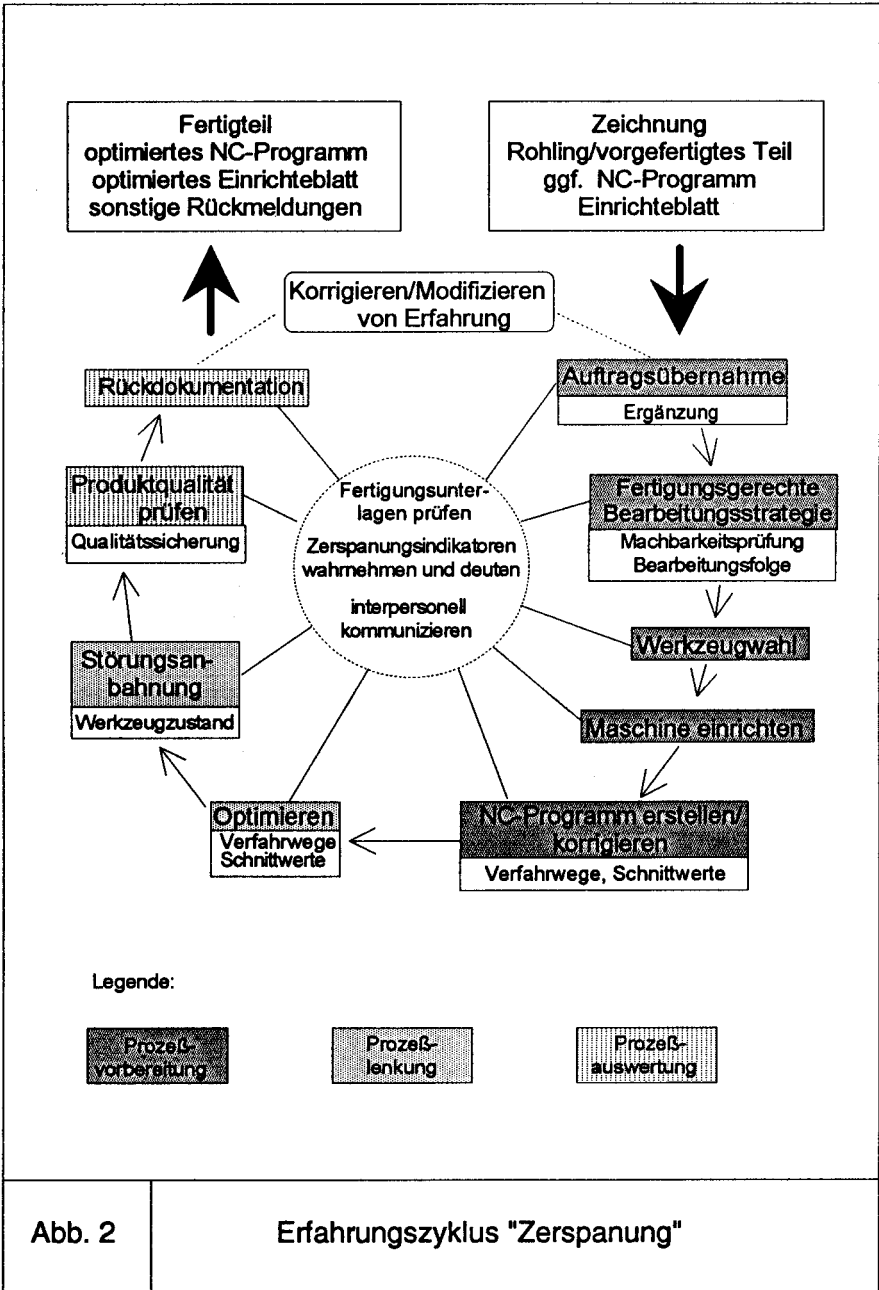 Fertigteil
optimiertes NC-Programm
optimiertes Einrichteblatt
sonstige Rückmeldungen
Zeichnung
Rohling/vorgefertigtes Teil
ggf. NC-Programm
Einrichteblatt
Korrigieren/Modifizieren
von Erfahrung
Rückdokumentation
Auftragsübernahme
Ergänzung
Produktqualität
prüfen
Qualitätssicherung
Fertigungsunter-
lagen prüfen
Zerspanungsindikatoren
wahrnehmen und deuten
interpersonell
kommunizieren
Fertigungsgerechte
Bearbeitungsstrategie
Machbarkeitsprüfung
Bearbeitungsfolge
Störungsan-
bahnung
Werkzeugzustand
Werkzeugwahl
Maschine einrichten
Optimieren
Verfahrwege
Schnittwerte
NC-Programm erstellen/
korrigieren
Verfahrwege, Schnittwerte
Legende:
Prozeß-
vorbereitung
Prozeß-
lenkung
Prozeß-
auswertung
Abb. 2
Erfahrungszyklus "Zerspanung"